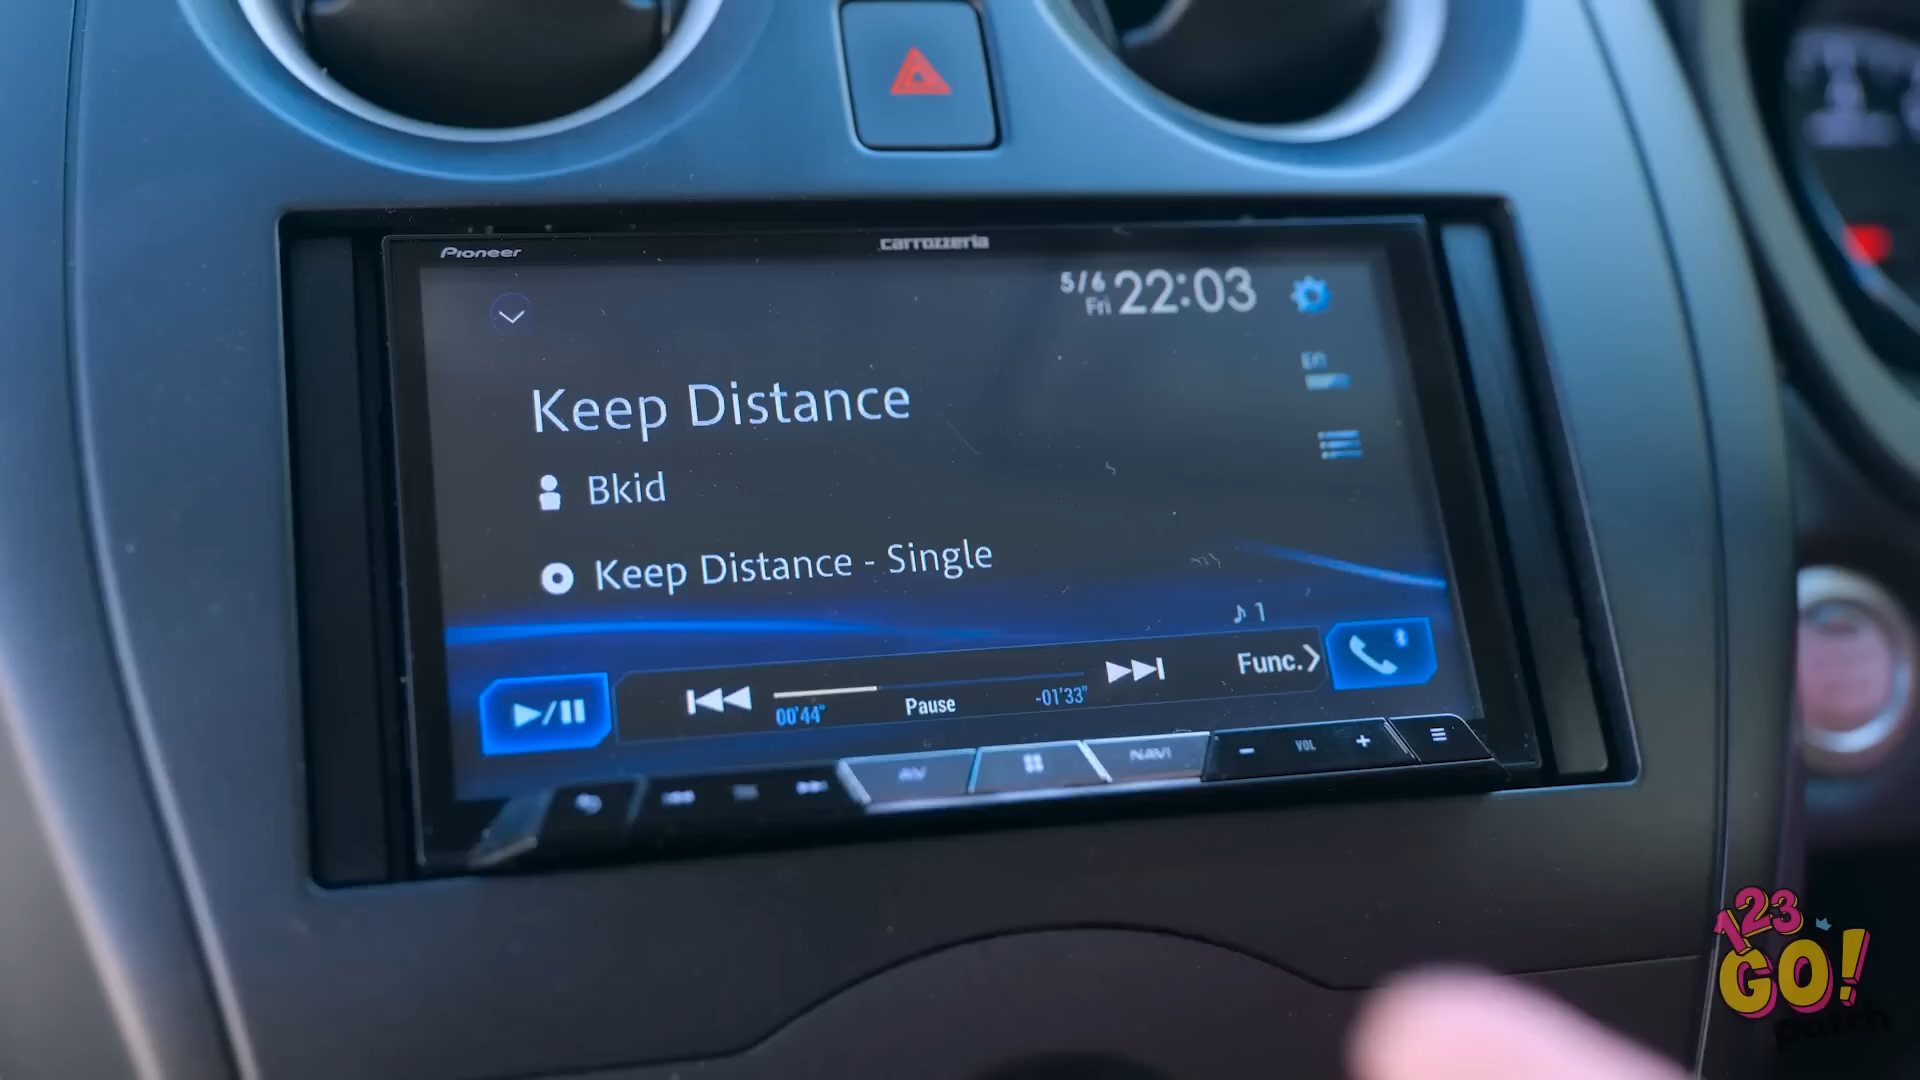 Pioneer
carrozzeria
5/6
Fri
22:03
Keep Distance
Bkid
Keep Distance - Single
♪ 1
00'44"
Pause
-01'33"
Func.
AV
NAVI
- VOL +
123
GO!